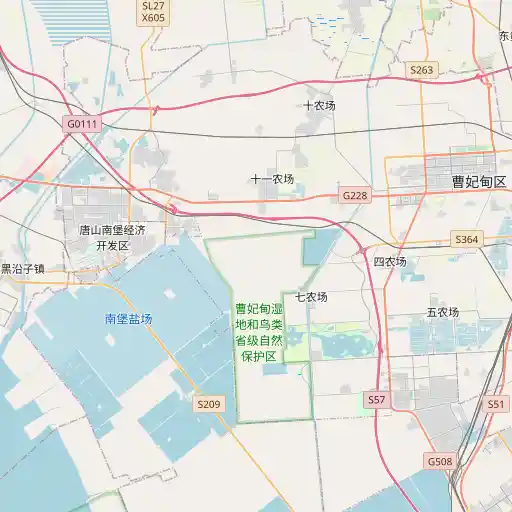 SL27
X605
东
S263
十农场
G0111
十一农场
曹妃甸区
G228
唐山南堡经济
开发区
S364
黑沿子镇
四农场
七农场
曹妃甸湿
地和鸟类
省级自然
保护区
南堡盐场
五农场
S209
S57
S51
G508